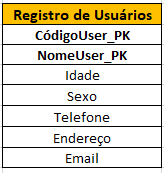 Registro de Usuários
CódigoUser_PK
NomeUser_PK
Idade
Sexo
Telefone
Endereço
Email